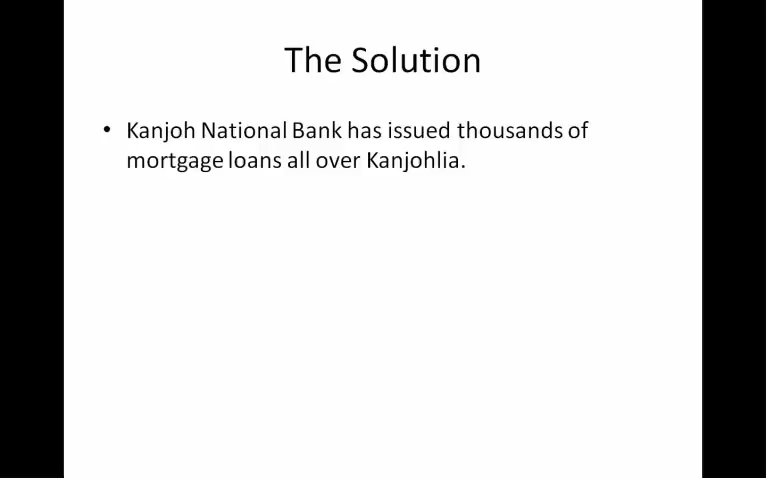 The Solution
• Kanjoh National Bank has issued thousands of
mortgage loans all over Kanjohlia.